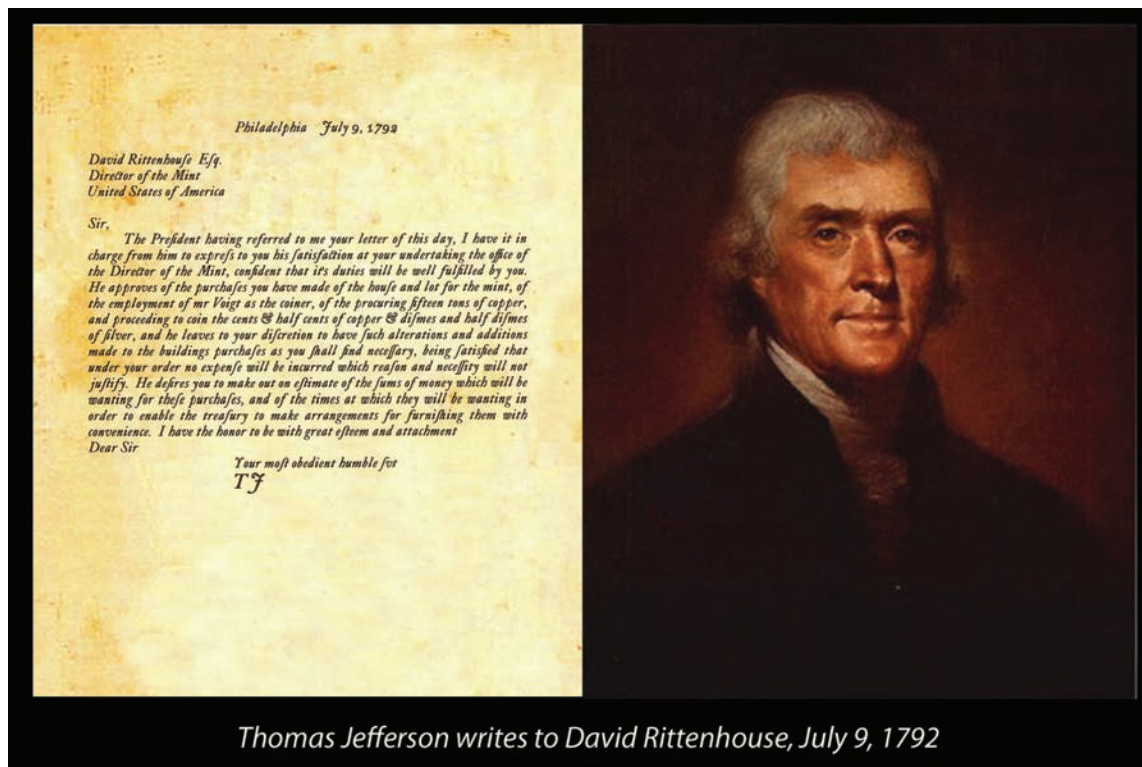 Philadelphia July 9, 1792
David Rittenhouſe Eſq.
Director of the Mint
United States of America
Sir,
The Preſident having referred to me your letter of this day, I have it in
charge from him to expreſs to you his ſatisfaction at your undertaking the office of
the Director of the Mint, confident that it's duties will be well fulfilled by you.
He approves of the purchaſe you have made of the houſe and lot for the mint, of
the employment of mr Voigt as the coiner, of the procuring fifteen tons of copper,
and proceeding to coin the cents & half cents of copper & diſmes and half diſmes
of ſilver, and he leaves to your diſcretion to have ſuch alterations and additions
made to the buildings purchaſes as you ſhall find neceſſary, being ſatisfied that
under your order no expenſe will be incurred which reaſon and neceſſity will not
juſtify. He deſires you to make out on eſtimate of the ſums of money which will be
wanting for theſe purchaſes, and of the times at which they will be wanting in
order to enable the treaſury to make arrangements for furniſhing them with
convenience. I have the honor to be with great eſteem and attachment
Dear Sir
Your moſt obedient humble ſvt
TJ
Thomas Jefferson writes to David Rittenhouse, July 9, 1792